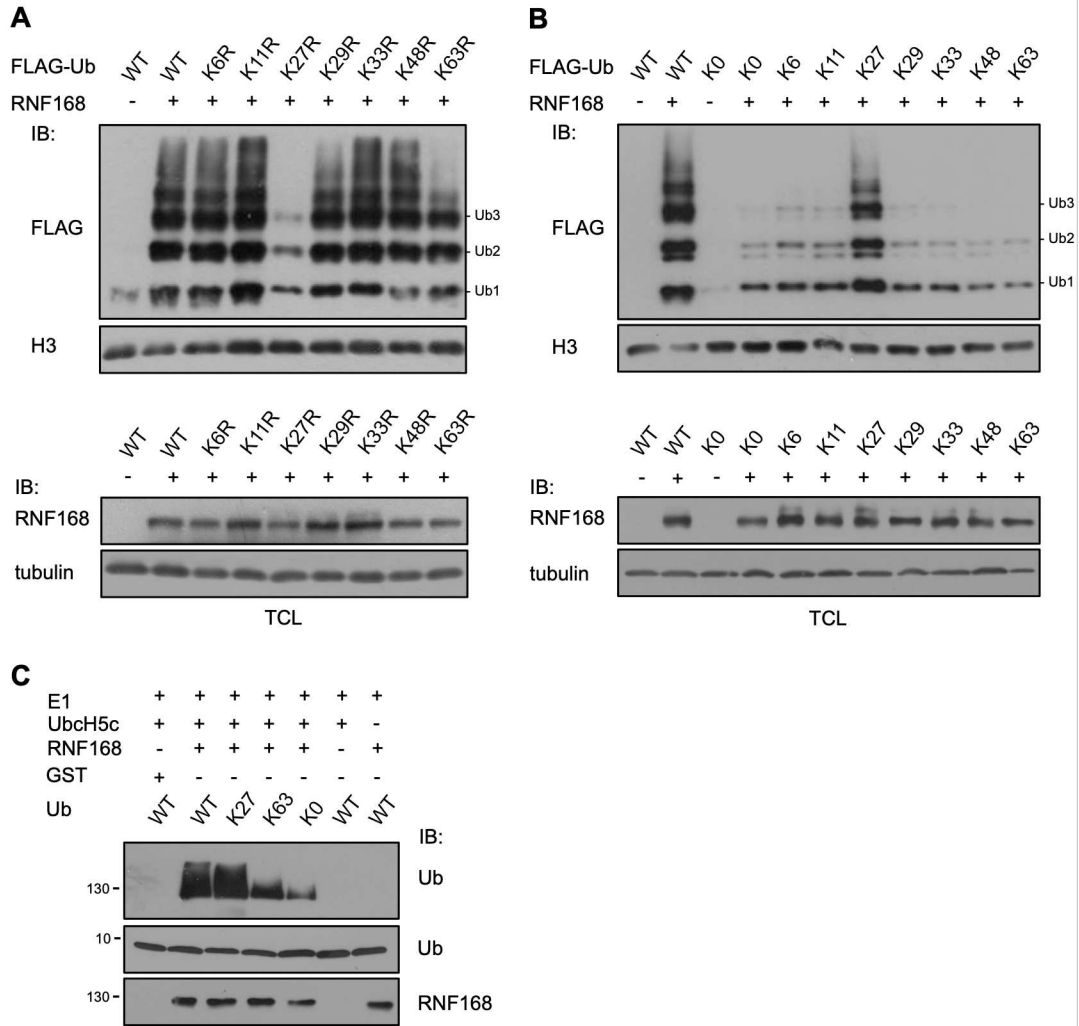 A
FLAG-Ub WT WT K6R K11R K27R K29R K33R K48R K63R
RNF168 - + + + + + + + +
IB:
FLAG
Ub3
Ub2
Ub1
H3
WT WT K6R K11R K27R K29R K33R K48R K63R
- + + + + + + + +
IB:
RNF168
tubulin
TCL
B
FLAG-Ub WT WT K0 K0 K6 K11 K27 K29 K33 K48 K63
RNF168 - + - + + + + + + + +
IB:
FLAG
Ub3
Ub2
Ub1
H3
WT WT K0 K0 K6 K11 K27 K29 K33 K48 K63
- + - + + + + + + + +
IB:
RNF168
tubulin
TCL
C
E1 + + + + + + +
UbcH5c + + + + + + -
RNF168 - + + + + - +
GST + - - - - - -
Ub WT WT K27 K63 K0 WT WT
IB:
130 Ub
10 Ub
130 RNF168